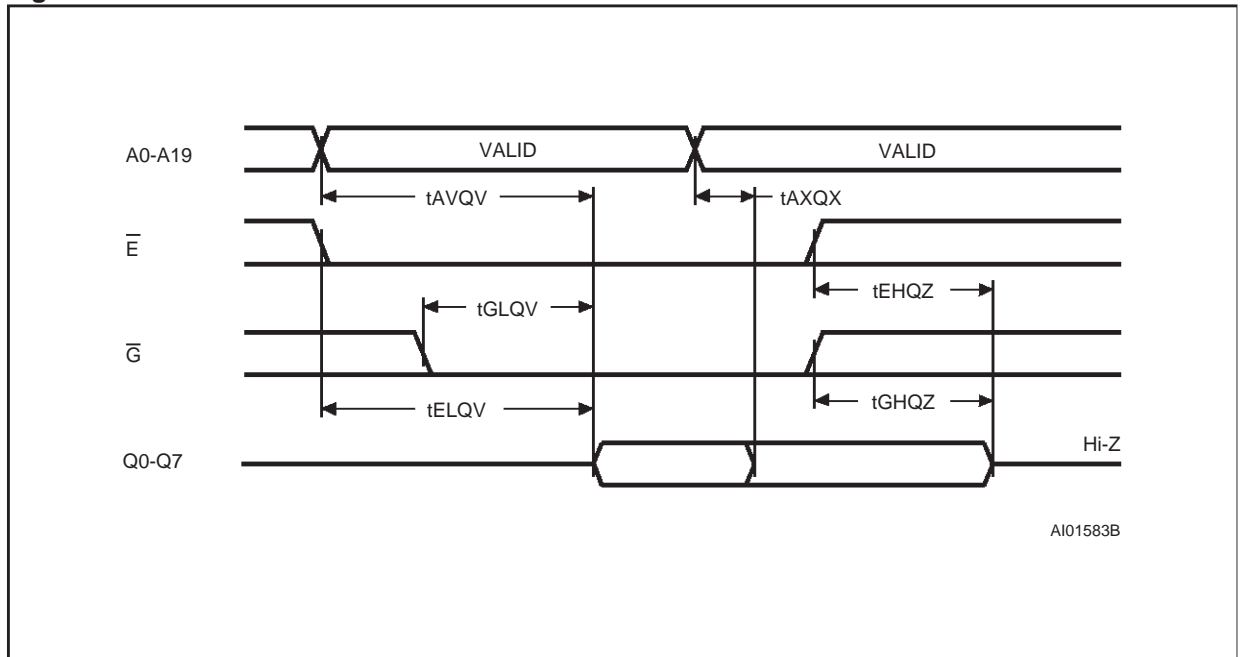 A0-A19
VALID
VALID
tAVQV
tAXQX
E
tEHQZ
tGLQV
G
tGHQZ
tELQV
Q0-Q7
Hi-Z
AI01583B